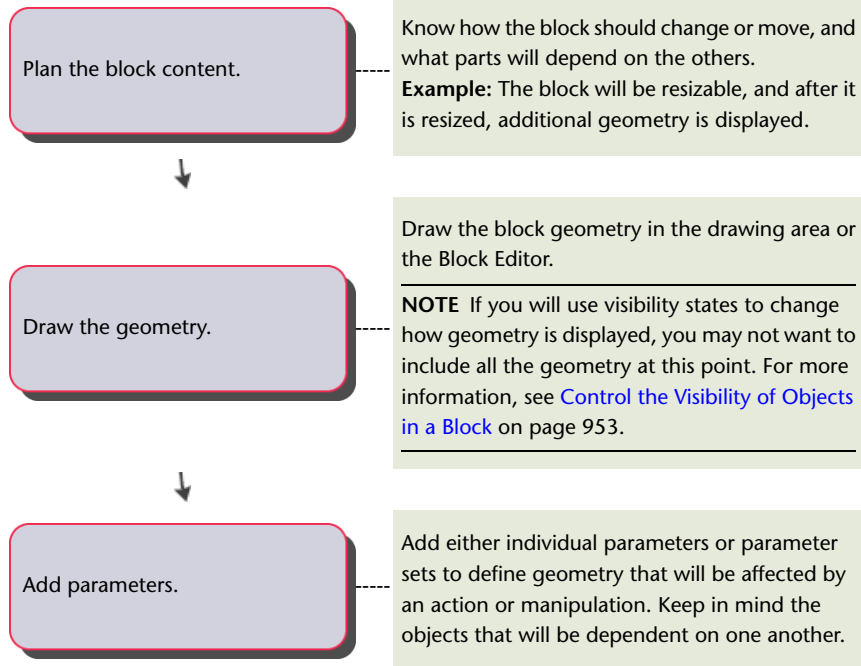 Plan the block content.
Know how the block should change or move, and
what parts will depend on the others.
Example: The block will be resizable, and after it
is resized, additional geometry is displayed.
Draw the geometry.
Draw the block geometry in the drawing area or
the Block Editor.
NOTE If you will use visibility states to change
how geometry is displayed, you may not want to
include all the geometry at this point. For more
information, see Control the Visibility of Objects
in a Block on page 953.
Add parameters.
Add either individual parameters or parameter
sets to define geometry that will be affected by
an action or manipulation. Keep in mind the
objects that will be dependent on one another.